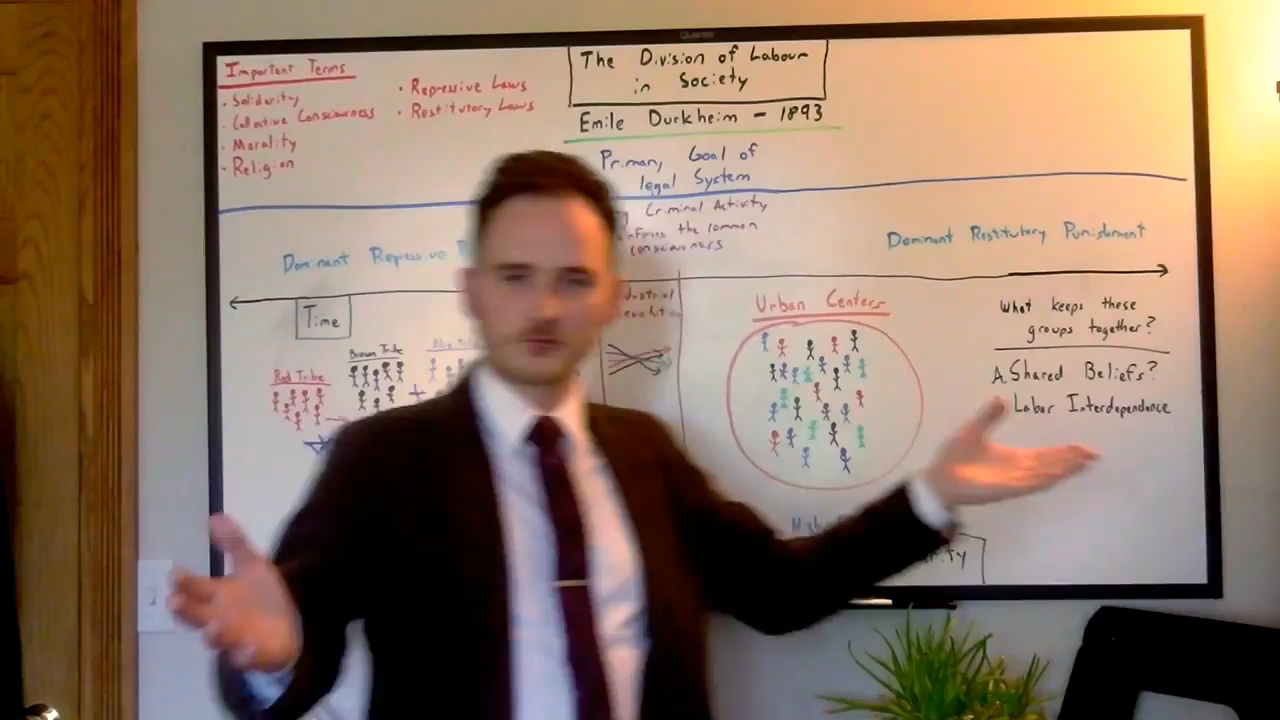 Important Terms
• Solidarity
• Collective Consciousness
• Morality
• Religion
• Repressive Laws
• Restitutory Laws
The Division of Labour
in Society
Emile Durkheim - 1893
Primary Goal of
legal System
Criminal Activity
the common
consciousness
Dominant Repressive
Dominant Restitutory Punishment
Time
Red Tribe
Brown Tribe
Urban Centers
What keeps these
groups together?
A. Shared Beliefs?
Labor Interdependence